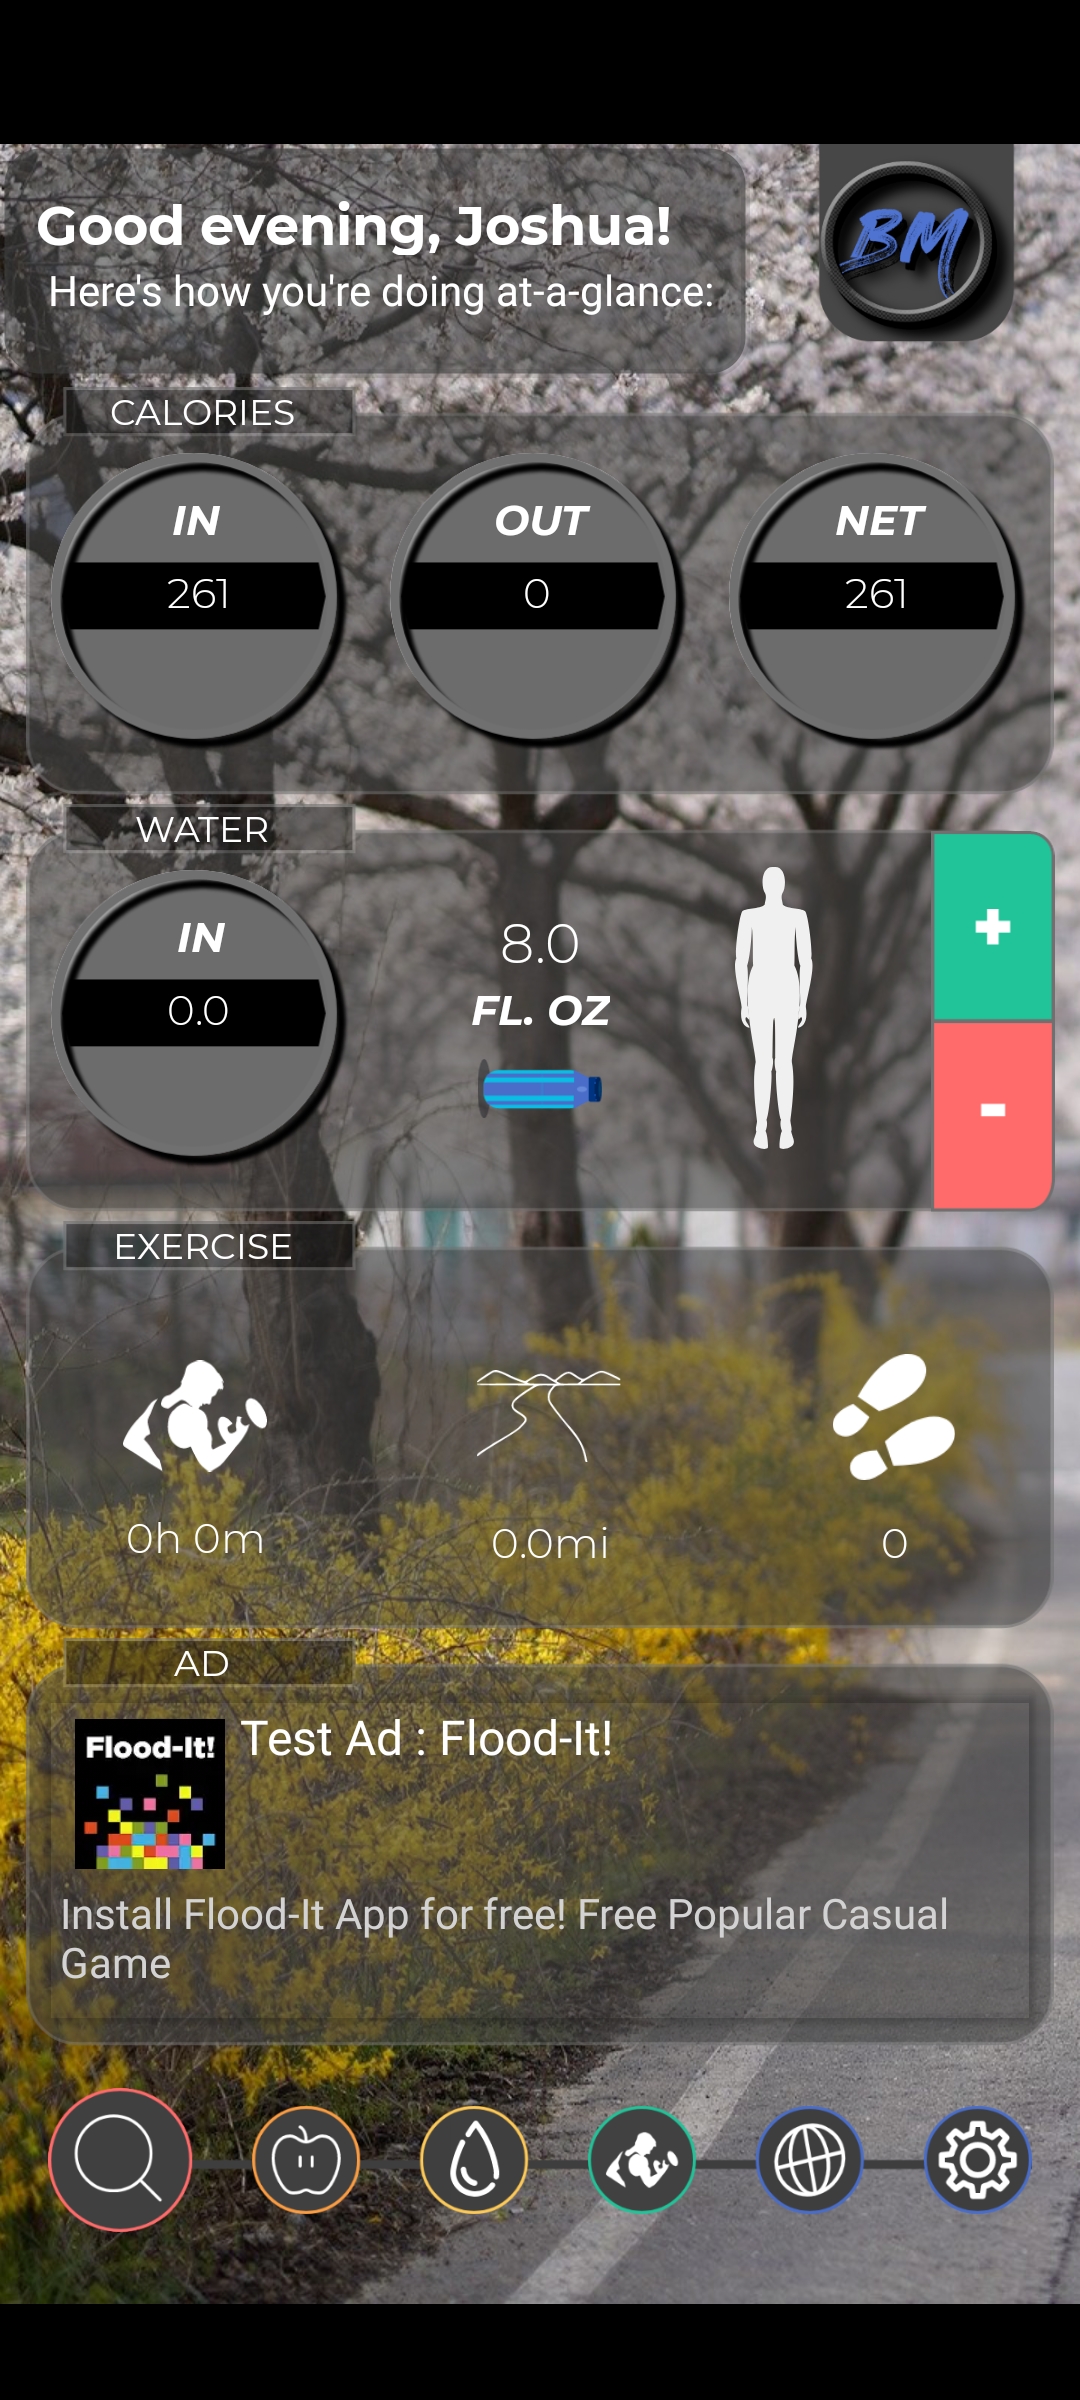 Good evening, Joshua!
BM
Here's how you're doing at-a-glance:
CALORIES
IN
OUT
NET
261
0
261
WATER
IN
0.0
8.0
FL. OZ
+
-
EXERCISE
0h 0m
0.0mi
0
AD
Flood-It!
Test Ad : Flood-It!
Install Flood-It App for free! Free Popular Casual
Game